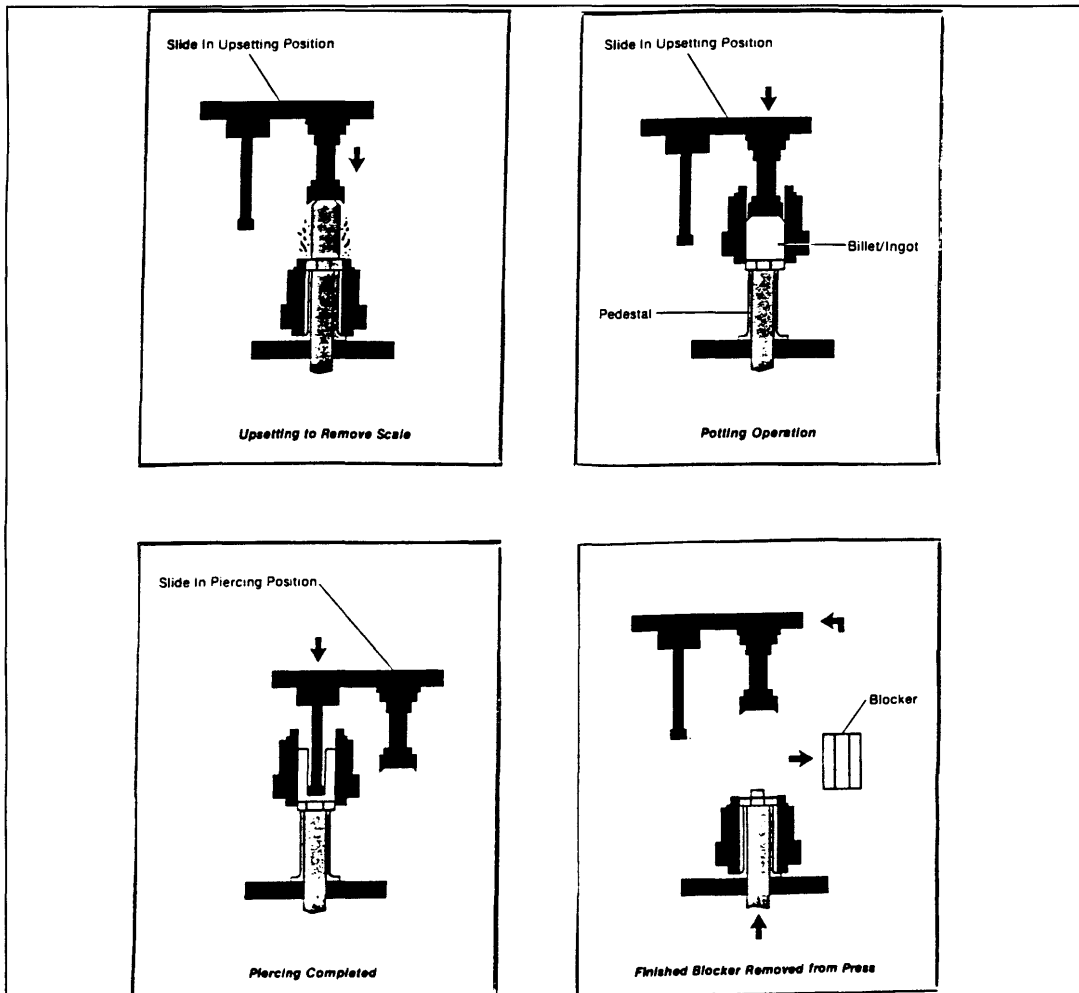 Slide In Upsetting Position
Upsetting to Remove Scale
Slide In Upsetting Position
Billet/Ingot
Pedestal
Potting Operation
Slide In Piercing Position
Piercing Completed
Blocker
Finished Blocker Removed from Press